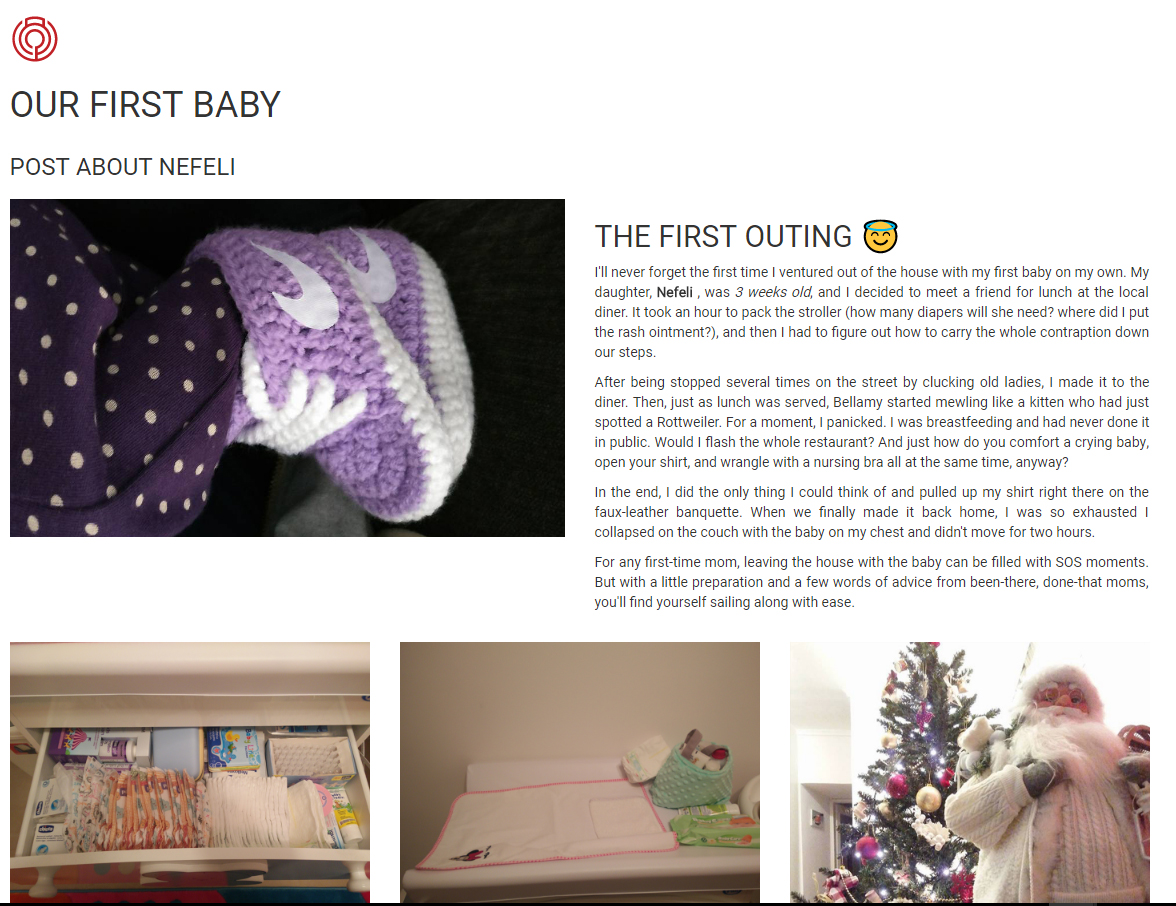 OUR FIRST BABY
POST ABOUT NEFELI
THE FIRST OUTING 😇
I'll never forget the first time I ventured out of the house with my first baby on my own. My
daughter, Nefeli , was 3 weeks old, and I decided to meet a friend for lunch at the local
diner. It took an hour to pack the stroller (how many diapers will she need? where did I put
the rash ointment?), and then I had to figure out how to carry the whole contraption down
our steps.
After being stopped several times on the street by clucking old ladies, I made it to the
diner. Then, just as lunch was served, Bellamy started mewling like a kitten who had just
spotted a Rottweiler. For a moment, I panicked. I was breastfeeding and had never done it
in public. Would I flash the whole restaurant? And just how do you comfort a crying baby,
open your shirt, and wrangle with a nursing bra all at the same time, anyway?
In the end, I did the only thing I could think of and pulled up my shirt right there on the
faux-leather banquette. When we finally made it back home, I was so exhausted I
collapsed on the couch with the baby on my chest and didn't move for two hours.
For any first-time mom, leaving the house with the baby can be filled with SOS moments.
But with a little preparation and a few words of advice from been-there, done-that moms,
you'll find yourself sailing along with ease.